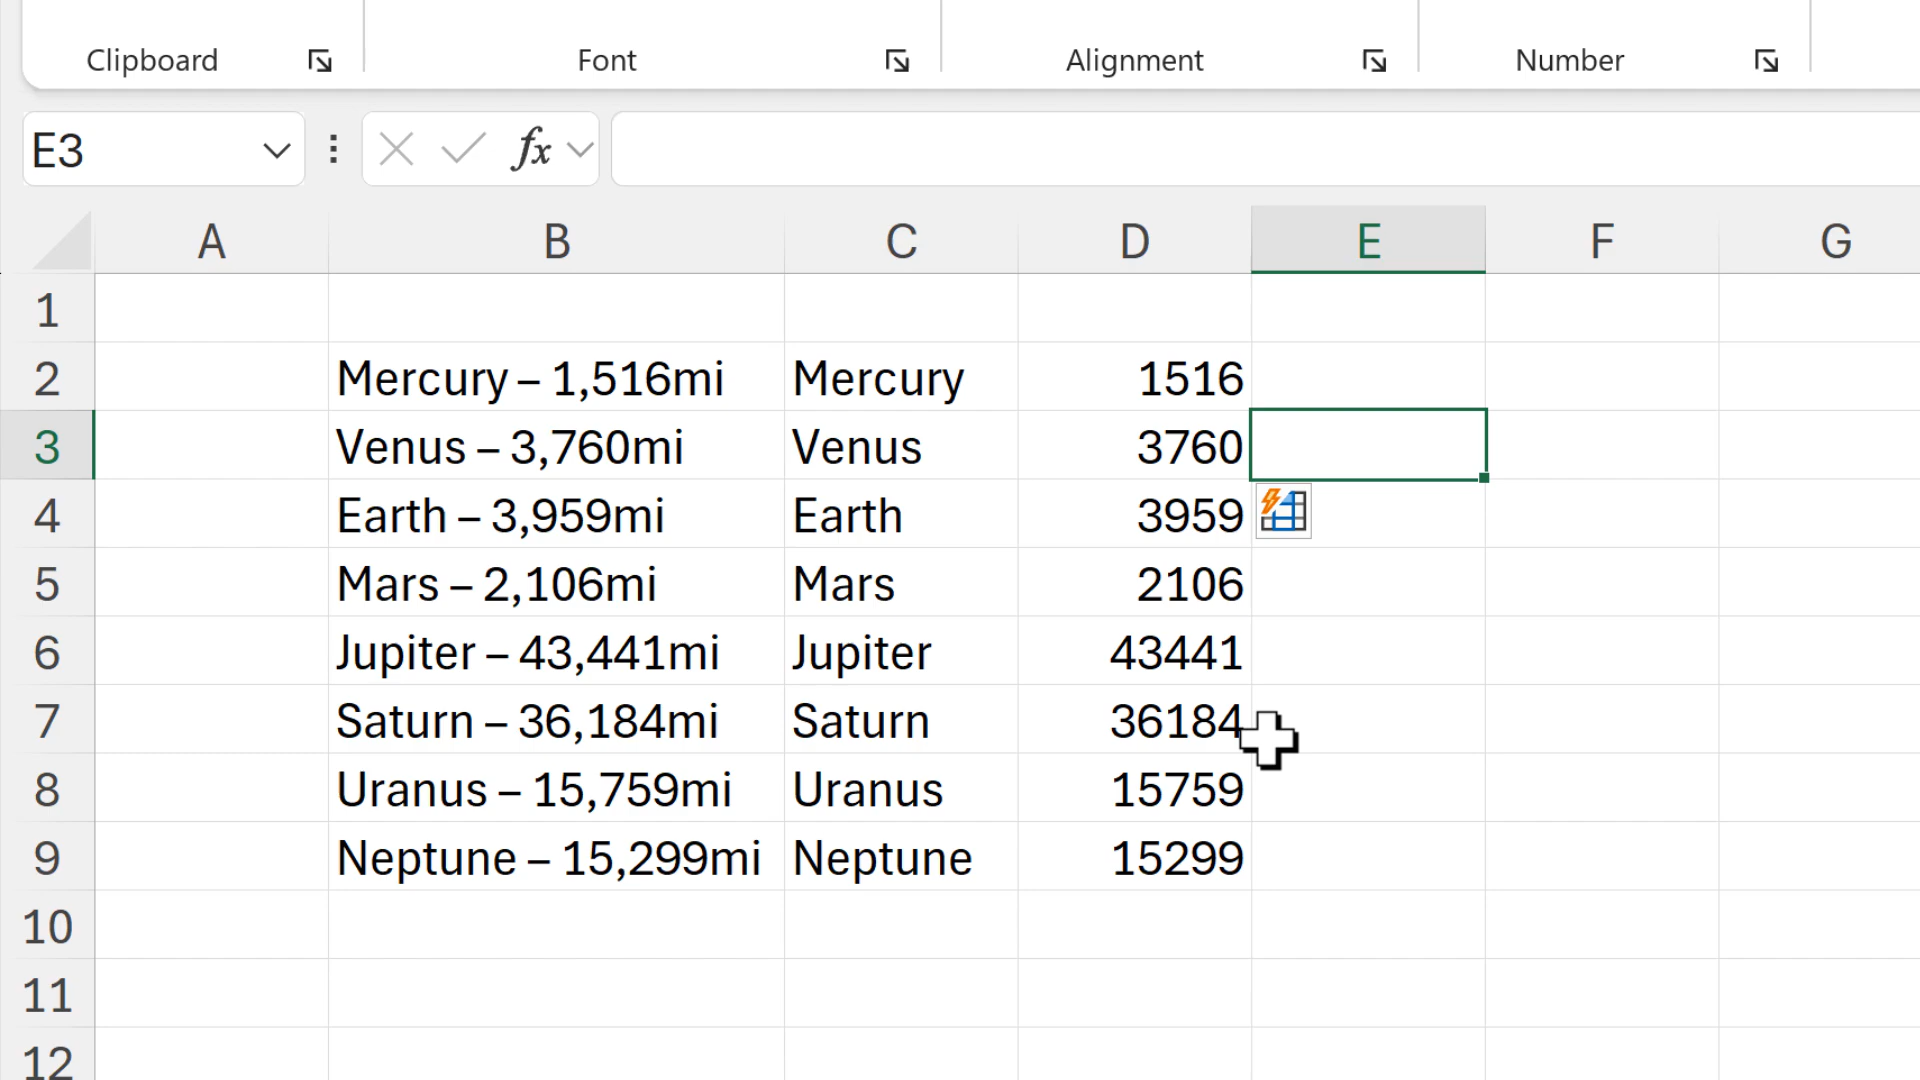 Clipboard Font Alignment Number
E3 fx
A B C D E F G
1
2 Mercury – 1,516mi Mercury 1516
3 Venus – 3,760mi Venus 3760
4 Earth – 3,959mi Earth 3959
5 Mars – 2,106mi Mars 2106
6 Jupiter – 43,441mi Jupiter 43441
7 Saturn – 36,184mi Saturn 36184
8 Uranus – 15,759mi Uranus 15759
9 Neptune – 15,299mi Neptune 15299
10
11
12